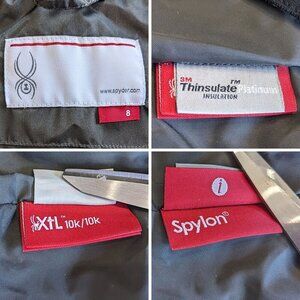 www.spyder.com
8
3M
Thinsulate™ Platinum
INSULATION
XtL™ 10K/10K
i
Spylon®